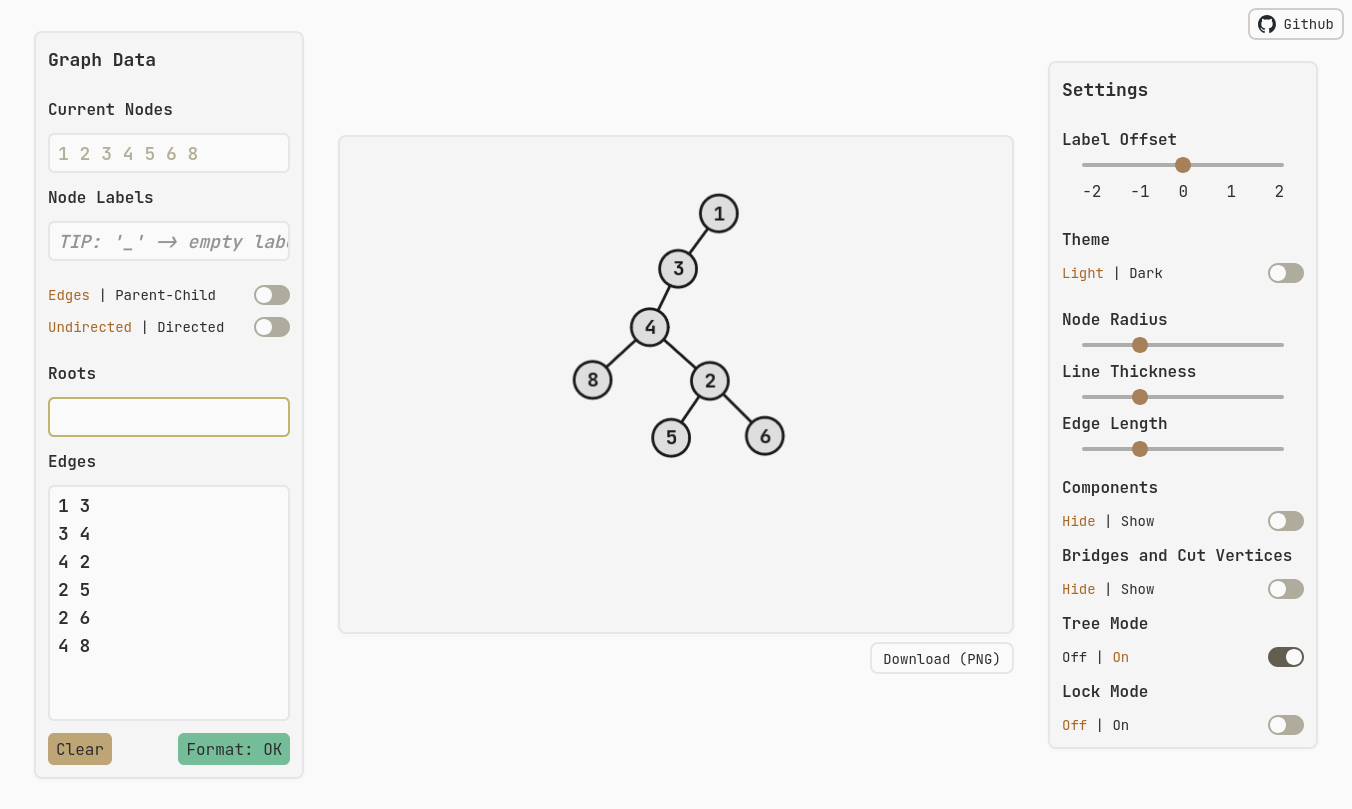 Github
Graph Data
Current Nodes
1 2 3 4 5 6 8
Node Labels
TIP: '_' -> empty lab
Edges | Parent-Child
Undirected | Directed
Roots
Edges
1 3
3 4
4 2
2 5
2 6
4 8
Clear
Format: OK
1
3
4
8
2
5
6
Download (PNG)
Settings
Label Offset
-2 -1 0 1 2
Theme
Light | Dark
Node Radius
Line Thickness
Edge Length
Components
Hide | Show
Bridges and Cut Vertices
Hide | Show
Tree Mode
Off | On
Lock Mode
Off | On